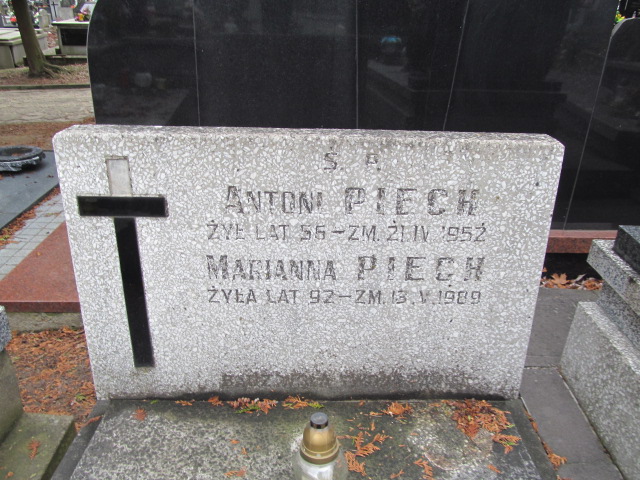 Ś. P.
ANTONI PIECH
ŻYŁ LAT 56 – ZM. 21.IV 1952
MARIANNA PIECH
ŻYŁA LAT 92 – ZM. 13.V.1989